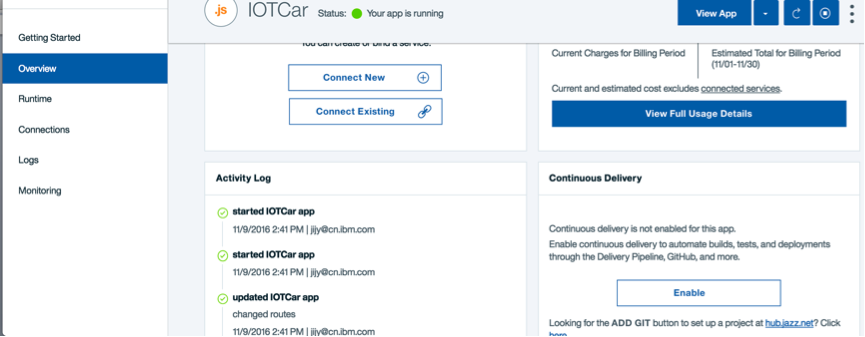 Getting Started
Overview
Runtime
Connections
Logs
Monitoring
.js
IOTCar Status: Your app is running
View App
You can create or bind a service.
Connect New
Connect Existing
Current Charges for Billing Period
Estimated Total for Billing Period
(11/01-11/30)
Current and estimated cost excludes connected services.
View Full Usage Details
Activity Log
started IOTCar app
11/9/2016 2:41 PM | jijy@cn.ibm.com
started IOTCar app
11/9/2016 2:41 PM | jijy@cn.ibm.com
updated IOTCar app
changed routes
11/9/2016 2:41 PM | jijy@cn.ibm.com
Continuous Delivery
Continuous delivery is not enabled for this app.
Enable continuous delivery to automate builds, tests, and deployments
through the Delivery Pipeline, GitHub, and more.
Enable
Looking for the ADD GIT button to set up a project at hub.jazz.net? Click
here